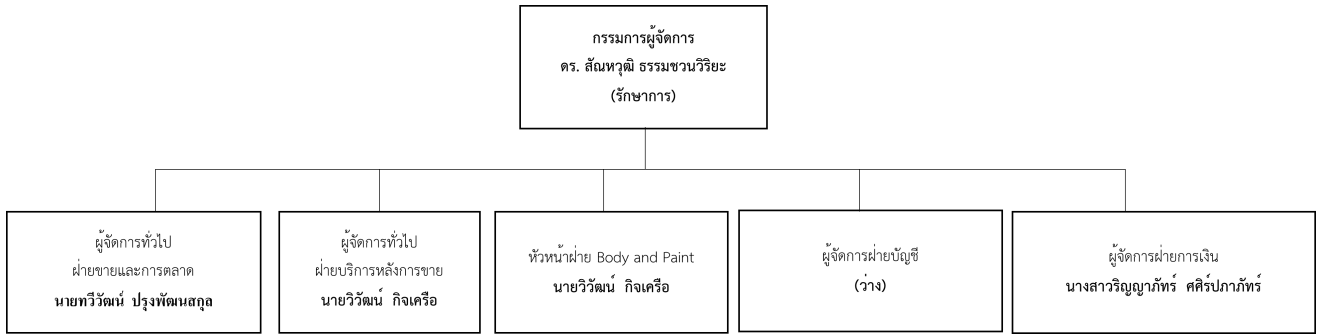 กรรมการผู้จัดการ
ดร. สัณหวุฒิ ธรรมชวนวิริยะ
(รักษาการ)
ผู้จัดการทั่วไป
ฝ่ายขายและการตลาด
นายทวีวัฒน์ ปรุงพัฒนสกุล
ผู้จัดการทั่วไป
ฝ่ายบริการหลังการขาย
นายวิวัฒน์ กิจเครือ
หัวหน้าฝ่าย Body and Paint
นายวิวัฒน์ กิจเครือ
ผู้จัดการฝ่ายบัญชี
(ว่าง)
ผู้จัดการฝ่ายการเงิน
นางสาวริญญาภัทร์ ศศิร์ปภาภัทร์